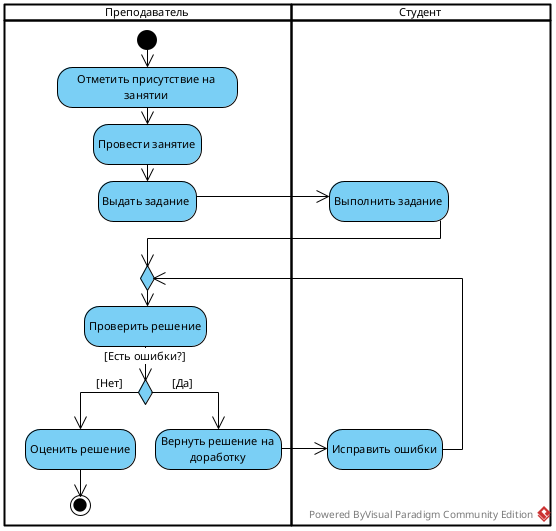 Преподаватель
Студент
Отметить присутствие на
занятии
Провести занятие
Выдать задание
Выполнить задание
Проверить решение
[Есть ошибки?]
[Нет]
[Да]
Оценить решение
Вернуть решение на
доработку
Исправить ошибки
Powered ByVisual Paradigm Community Edition